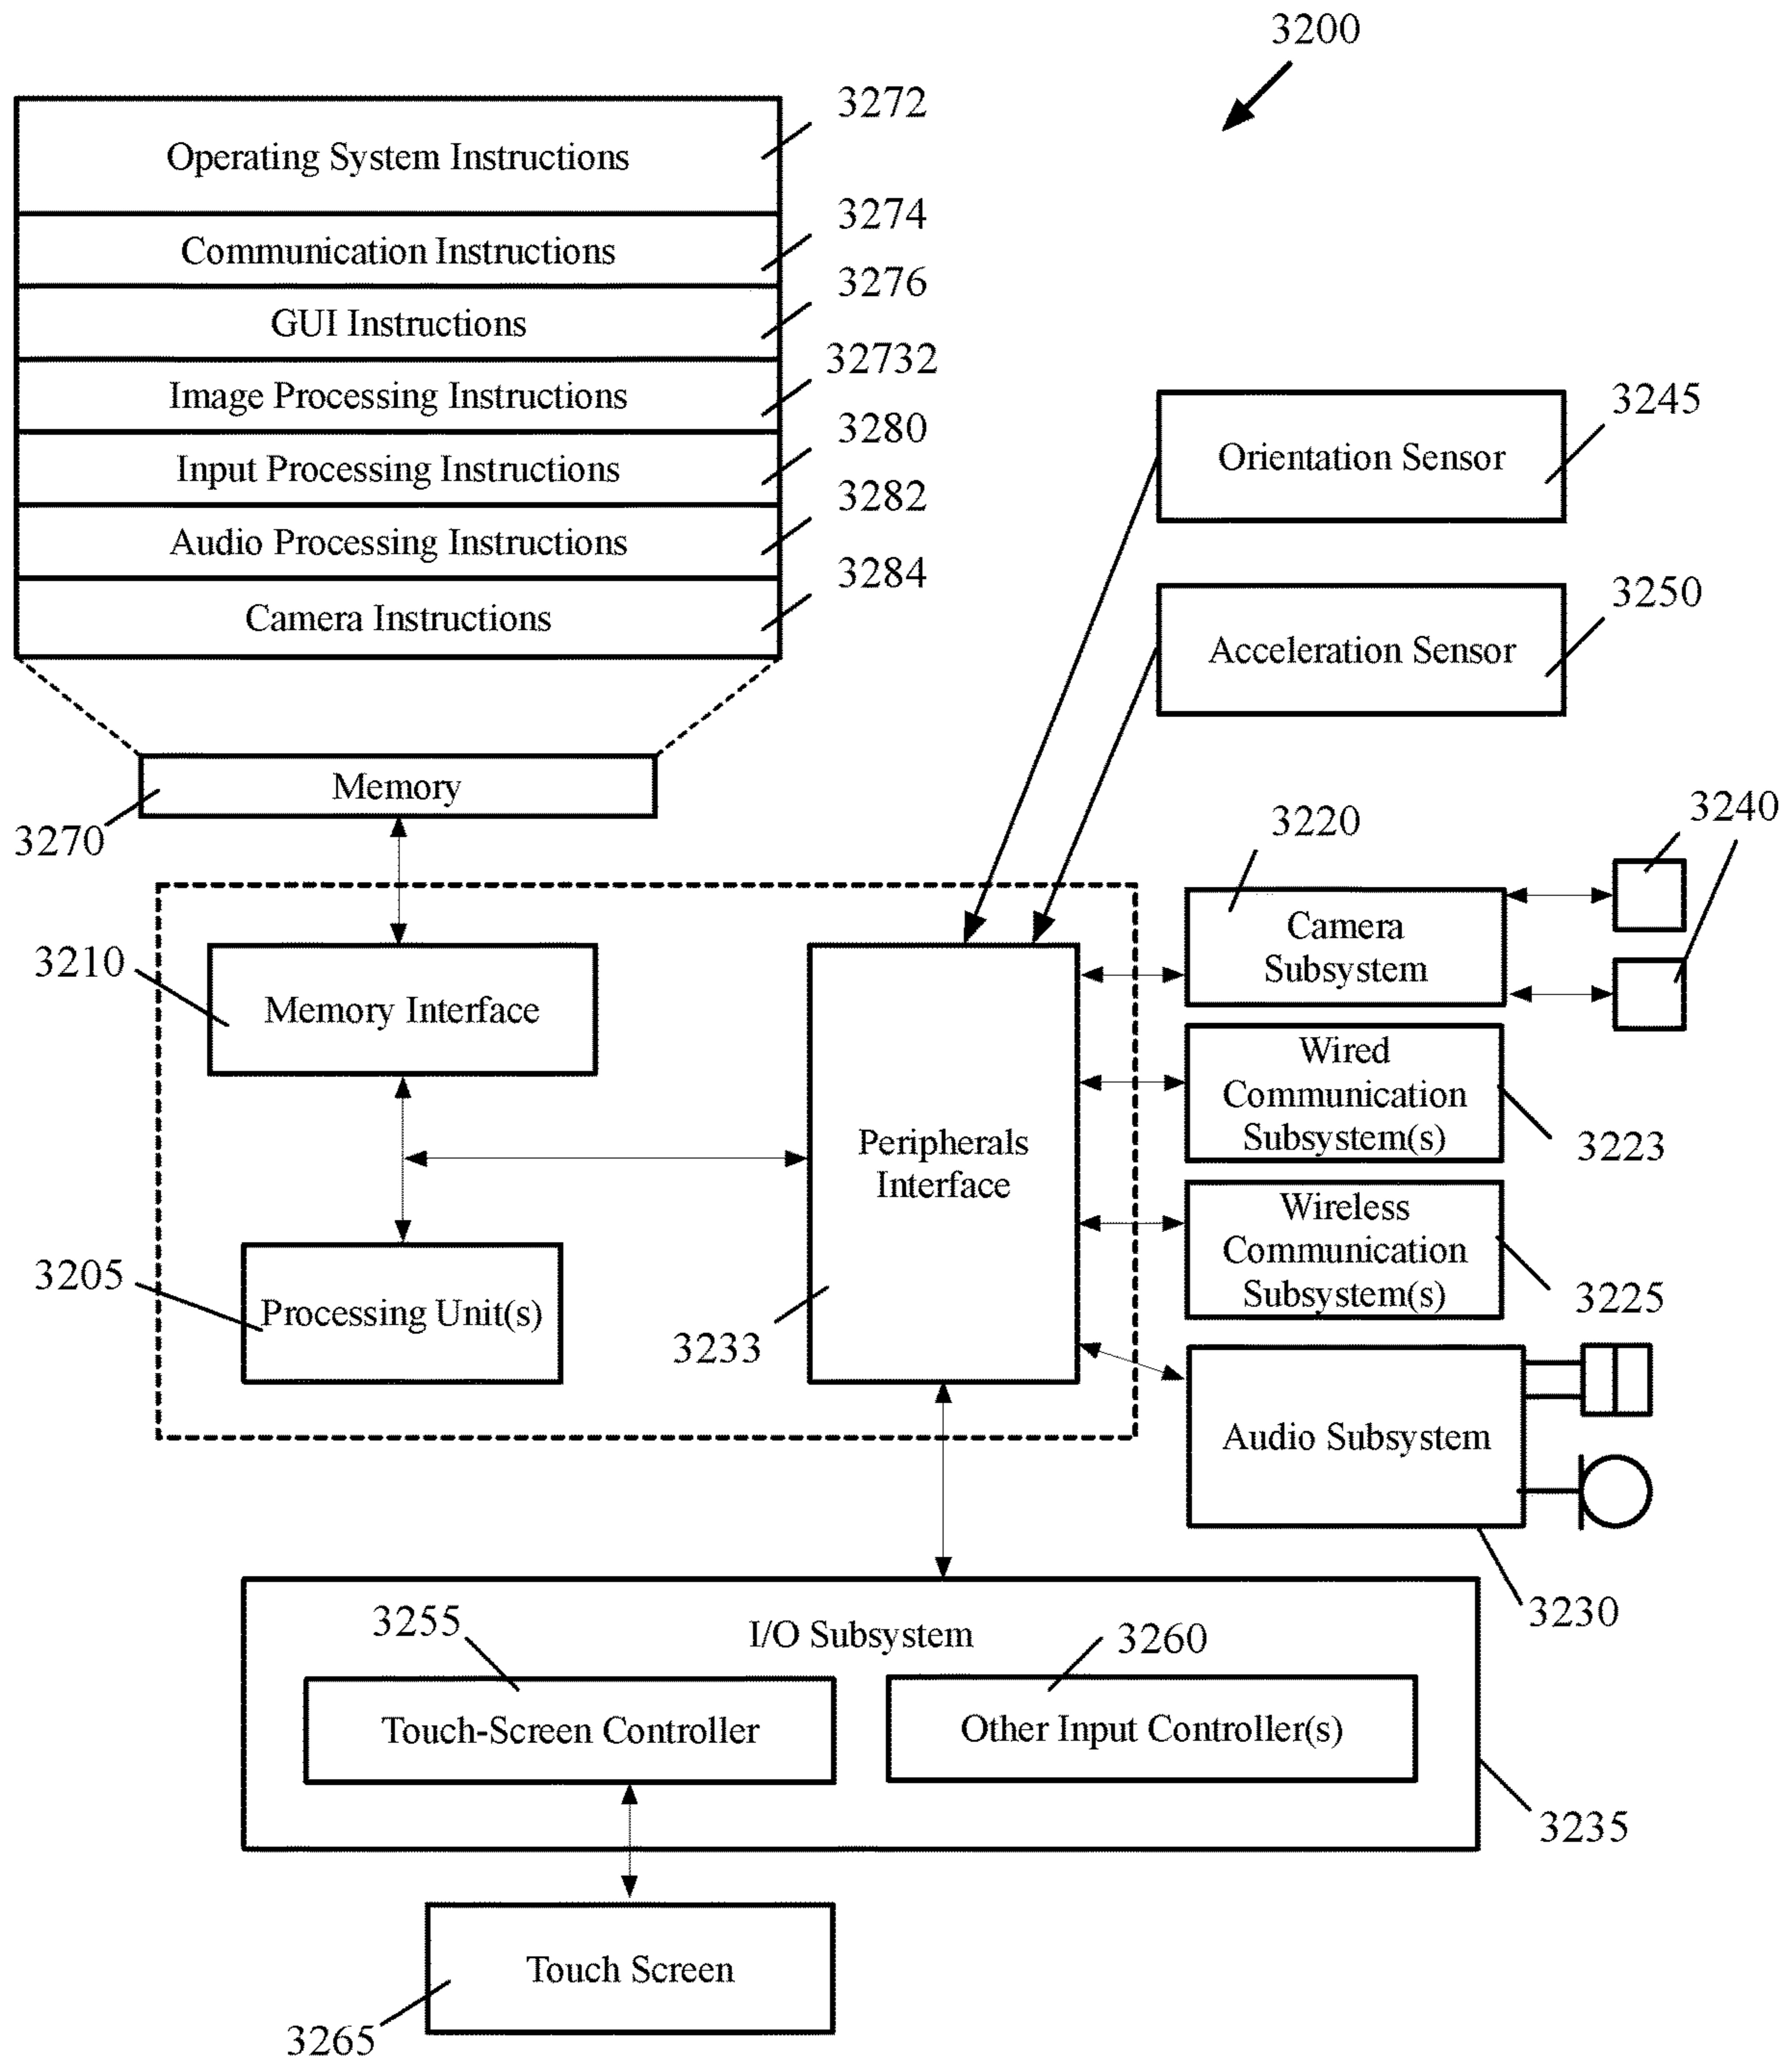 3200
3272
Operating System Instructions
3274
Communication Instructions
3276
GUI Instructions
32732
Image Processing Instructions
3280
Input Processing Instructions
3282
Audio Processing Instructions
3284
Camera Instructions
3245
Orientation Sensor
3250
Acceleration Sensor
Memory
3270
3220
3240
Camera
Subsystem
3210
Memory Interface
Wired
Communication
Subsystem(s)
3223
Peripherals
Interface
Wireless
Communication
Subsystem(s)
3225
3205
Processing Unit(s)
3233
Audio Subsystem
3230
3255
I/O Subsystem
3260
Touch-Screen Controller
Other Input Controller(s)
3235
Touch Screen
3265